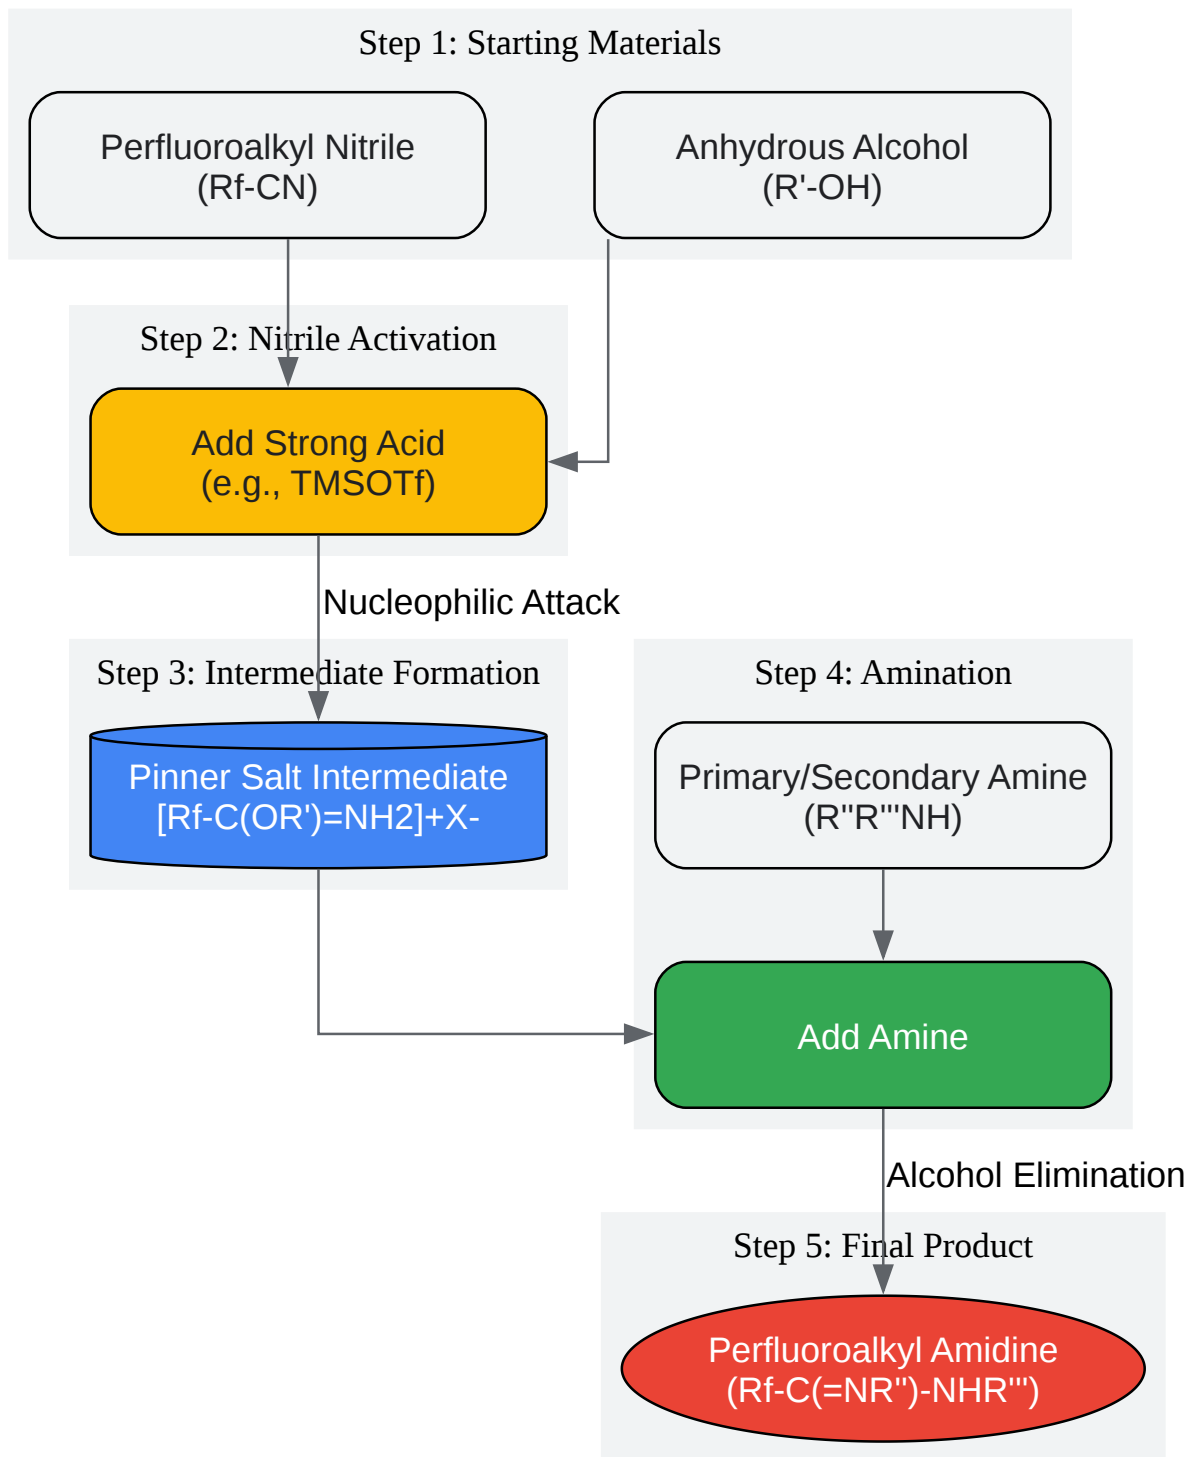 Step 1: Starting Materials
Perfluoroalkyl Nitrile
(Rf-CN)
Anhydrous Alcohol
(R'-OH)
Step 2: Nitrile Activation
Add Strong Acid
(e.g., TMSOTf)
Nucleophilic Attack
Step 3: Intermediate Formation
Pinner Salt Intermediate
[Rf-C(OR')=NH2]+X-
Step 4: Amination
Primary/Secondary Amine
(R''R'''NH)
Add Amine
Alcohol Elimination
Step 5: Final Product
Perfluoroalkyl Amidine
(Rf-C(=NR'')-NHR''')